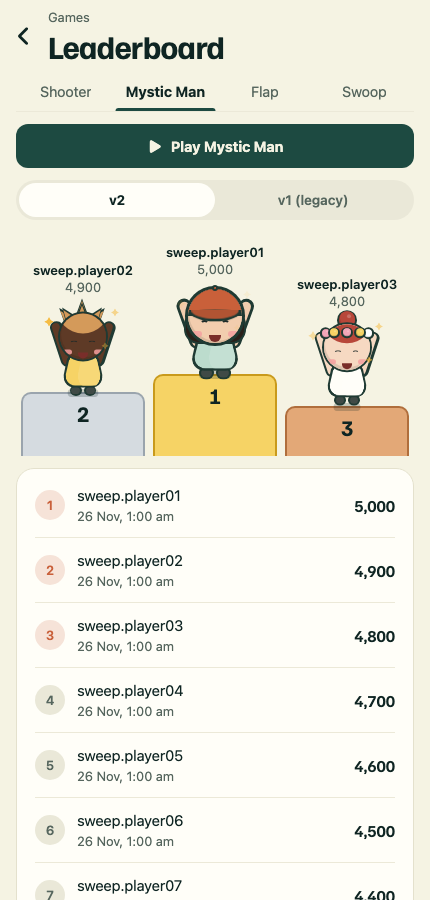 Games
Leaderboard
Shooter
Mystic Man
Flap
Swoop
Play Mystic Man
v2
v1 (legacy)
sweep.player02
4,900
sweep.player01
5,000
sweep.player03
4,800
2
1
3
1
sweep.player01
26 Nov, 1:00 am
5,000
2
sweep.player02
26 Nov, 1:00 am
4,900
3
sweep.player03
26 Nov, 1:00 am
4,800
4
sweep.player04
26 Nov, 1:00 am
4,700
5
sweep.player05
26 Nov, 1:00 am
4,600
6
sweep.player06
26 Nov, 1:00 am
4,500
7
sweep.player07
4,400